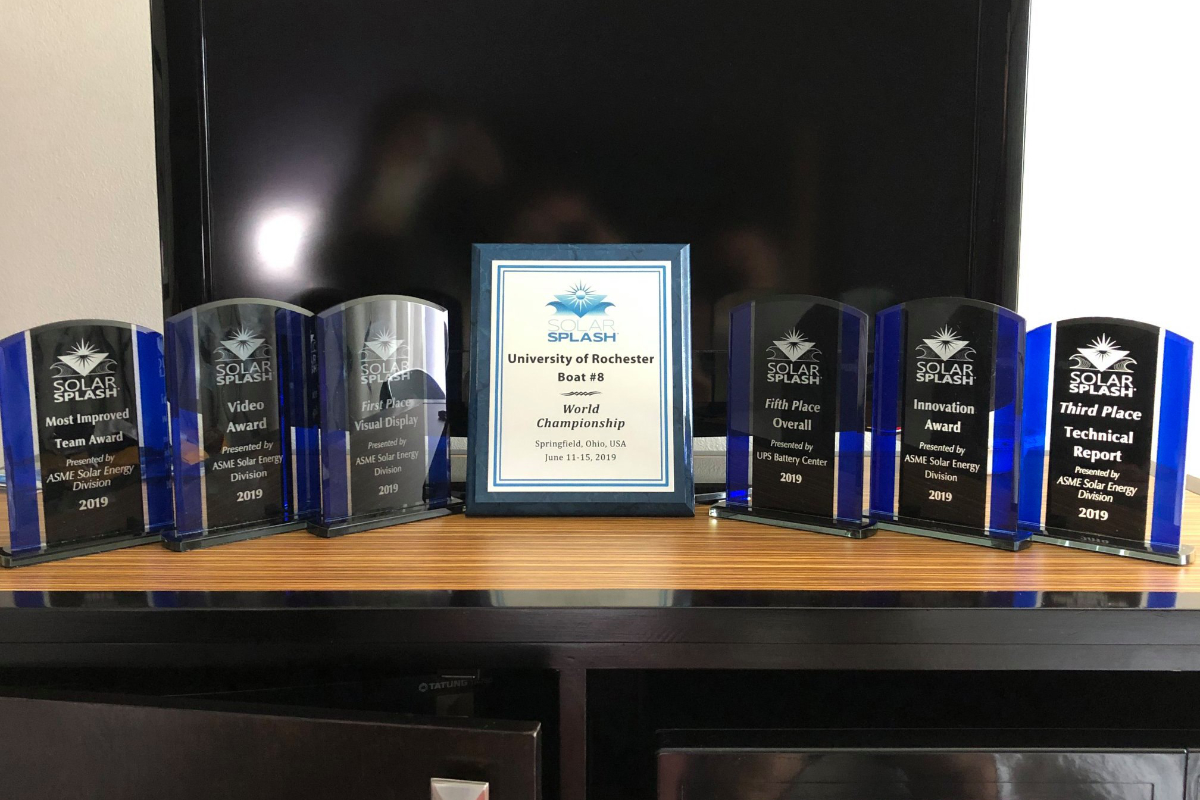 SOLAR
SPLASH
Most Improved
Team Award
Presented by
ASME Solar Energy
Division
2019
SOLAR
SPLASH
Video
Award
Presented by
ASME Solar Energy
Division
2019
SOLAR
SPLASH
First Place
Visual Display
Presented by
ASME Solar Energy
Division
2019
SOLAR
SPLASH
University of Rochester
Boat #8
World
Championship
Springfield, Ohio, USA
June 11-15, 2019
SOLAR
SPLASH
Fifth Place
Overall
Presented by
UPS Battery Center
2019
SOLAR
SPLASH
Innovation
Award
Presented by
ASME Solar Energy
Division
2019
SOLAR
SPLASH
Third Place
Technical
Report
Presented by
ASME Solar Energy
Division
2019
TATUNG